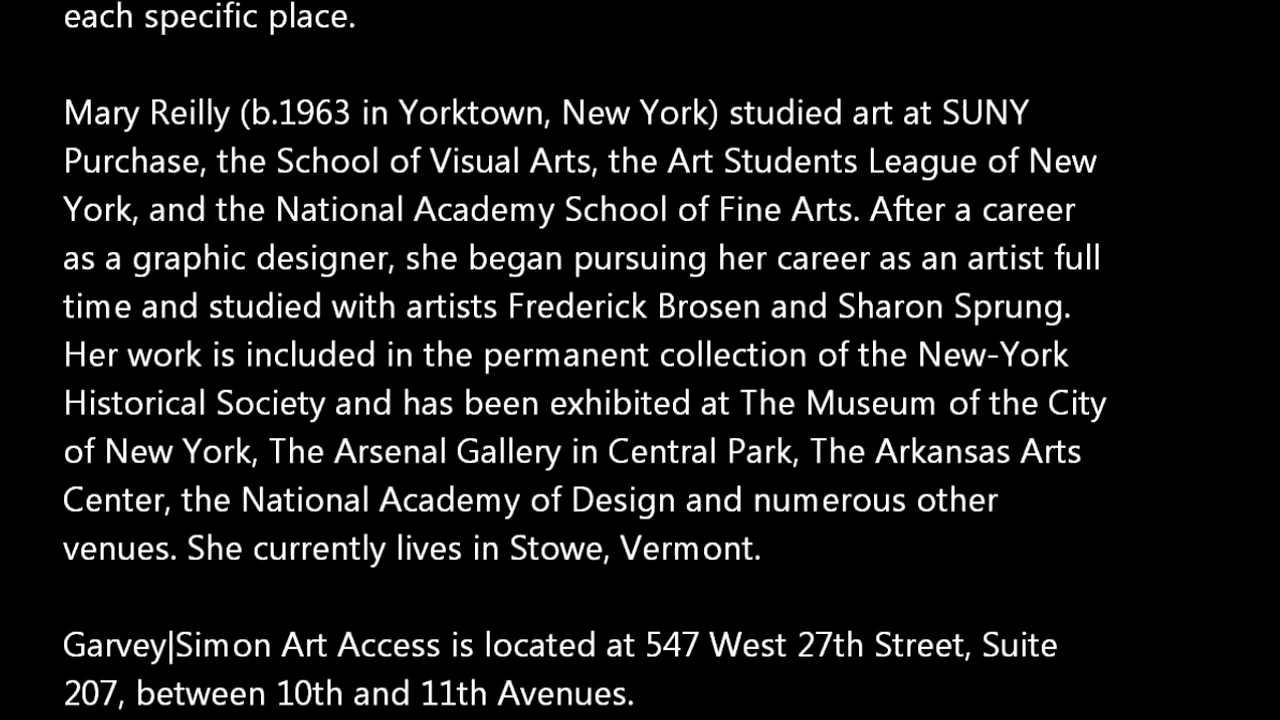 each specific place.
Mary Reilly (b.1963 in Yorktown, New York) studied art at SUNY
Purchase, the School of Visual Arts, the Art Students League of New
York, and the National Academy School of Fine Arts. After a career
as a graphic designer, she began pursuing her career as an artist full
time and studied with artists Frederick Brosen and Sharon Sprung.
Her work is included in the permanent collection of the New-York
Historical Society and has been exhibited at The Museum of the City
of New York, The Arsenal Gallery in Central Park, The Arkansas Arts
Center, the National Academy of Design and numerous other
venues. She currently lives in Stowe, Vermont.
Garvey|Simon Art Access is located at 547 West 27th Street, Suite
207, between 10th and 11th Avenues.